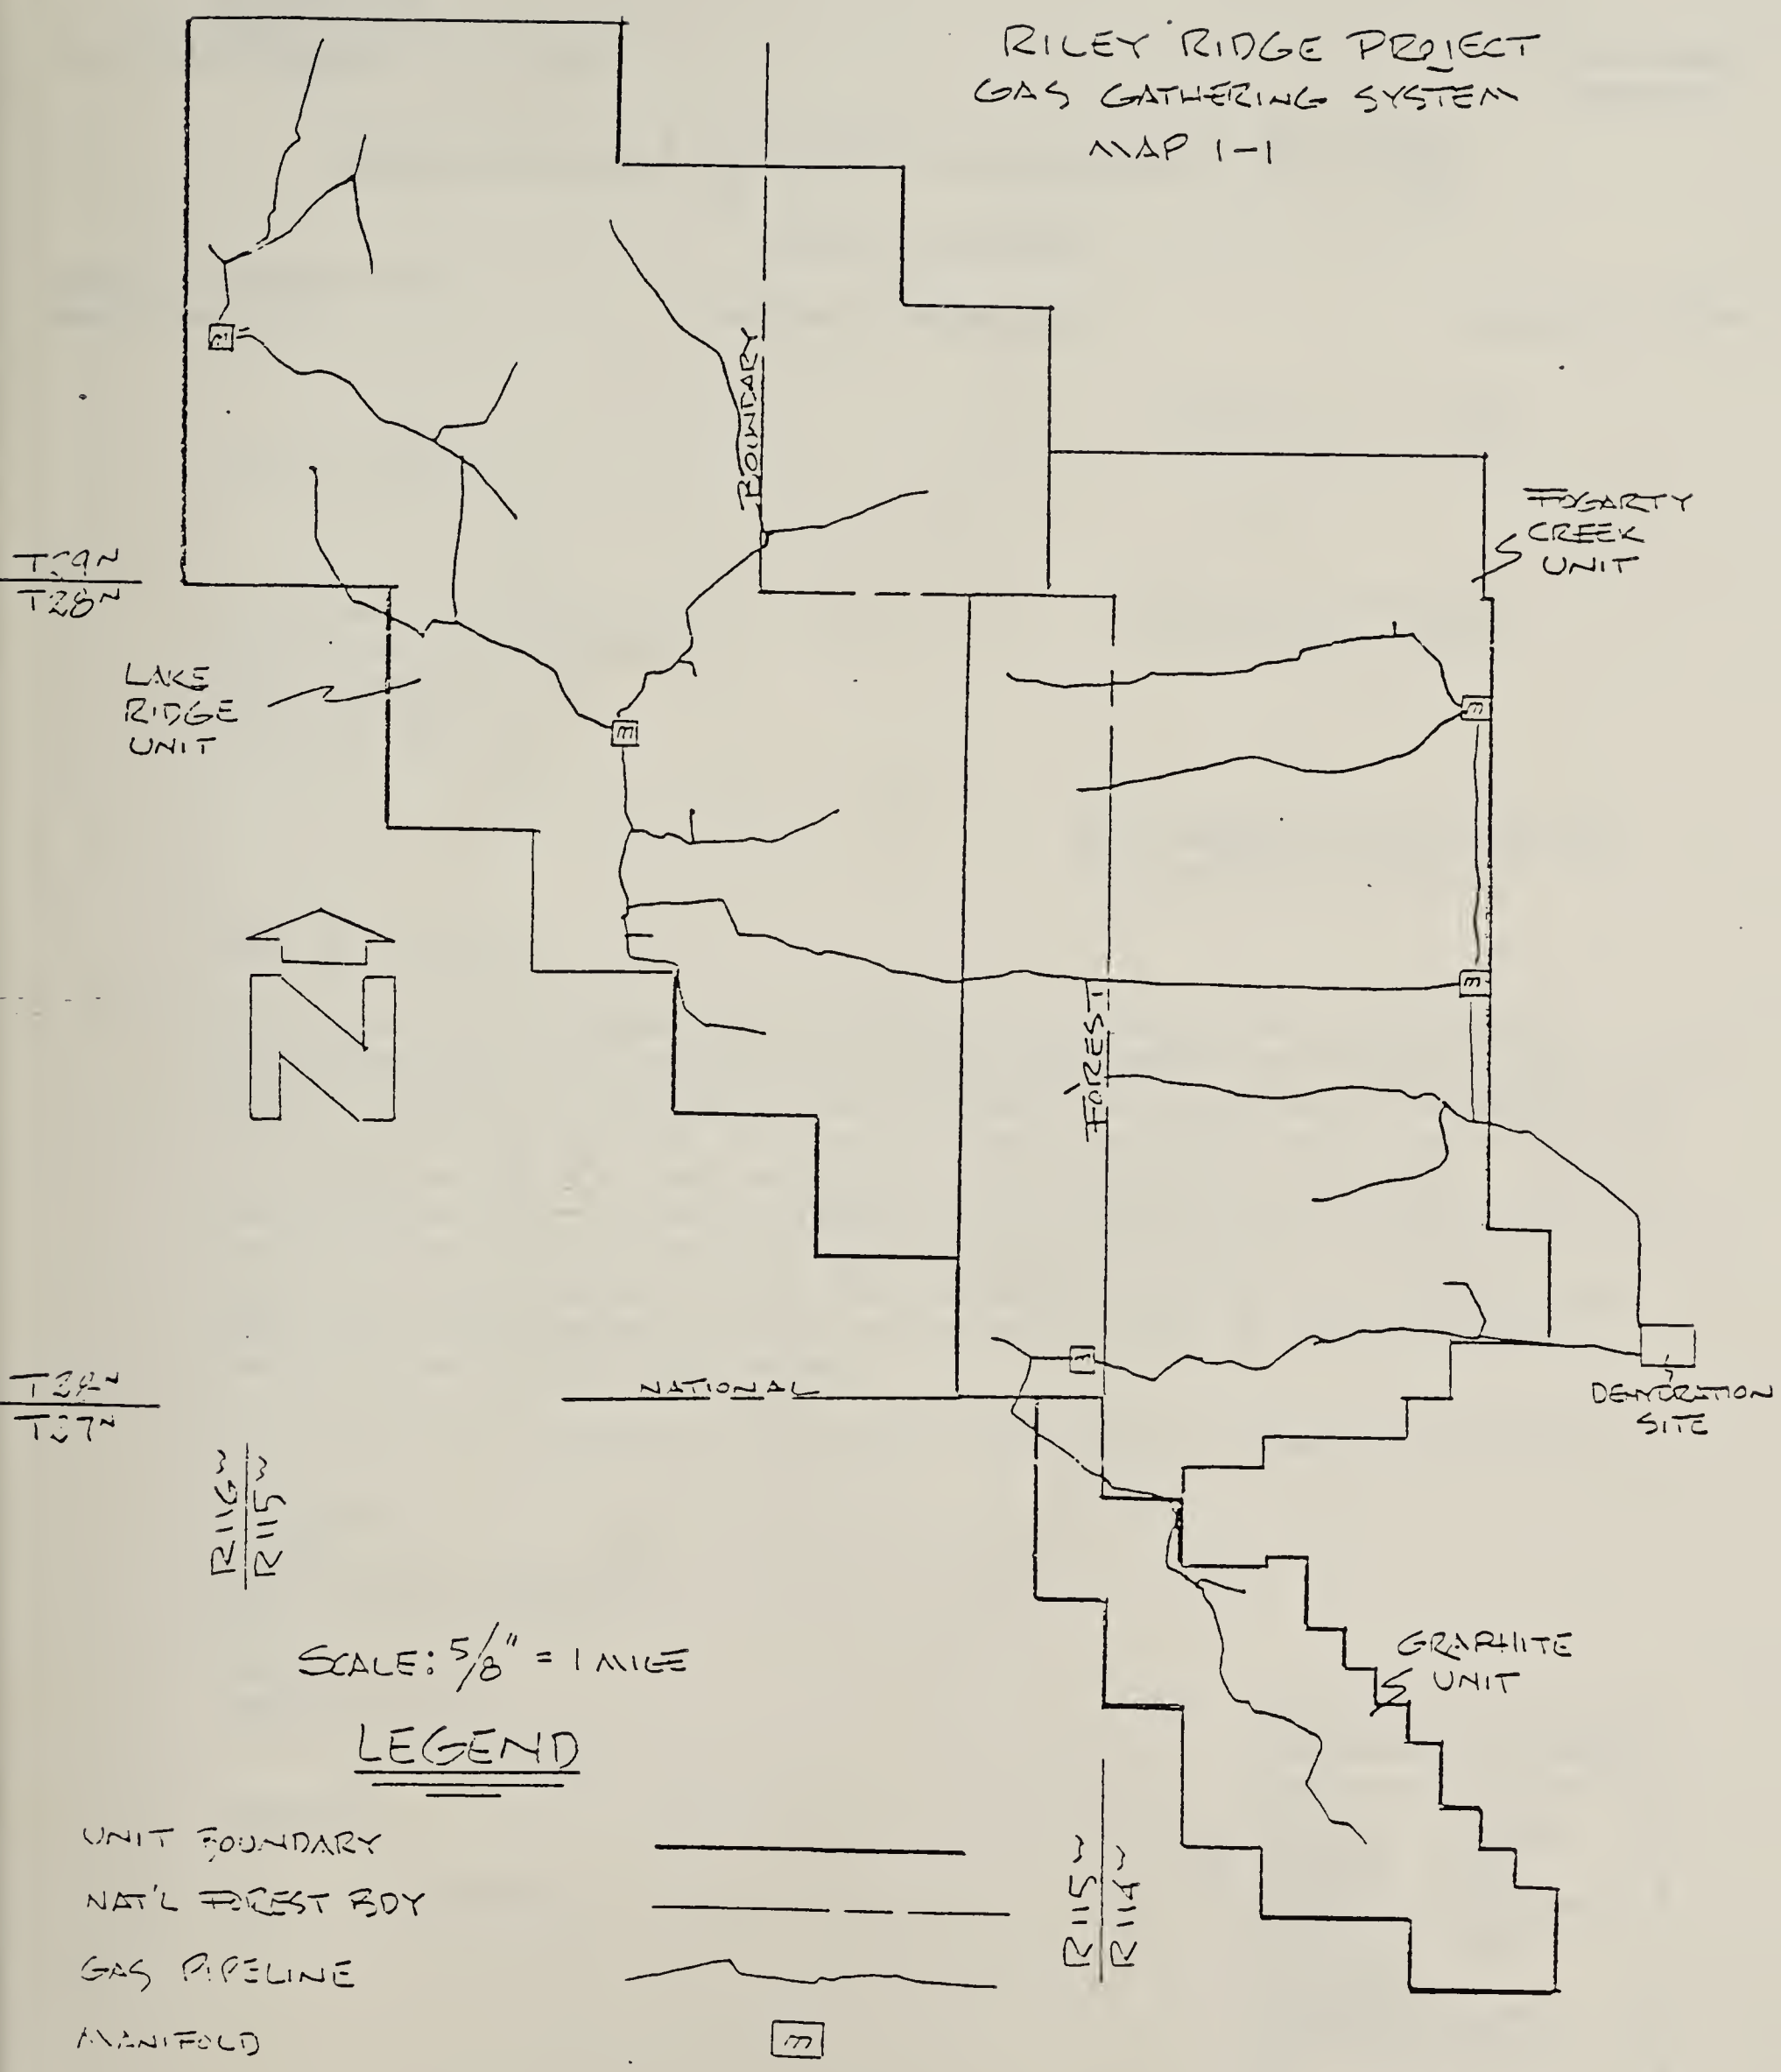 RILEY RIDGE PROJECT
GAS GATHERING SYSTEM
MAP 1-1
BOUNDARY
FOGARTY
CREEK
UNIT
T29N
T28N
LAKE
RIDGE
UNIT
m
m
m
FOREST
NATIONAL
DEHYDRATION
SITE
T28N
T27N
R116W
R115W
SCALE: 5/8" = 1 MILE
GRAPHITE
UNIT
LEGEND
UNIT BOUNDARY
NAT'L FOREST BDY
R115W
R114W
GAS PIPELINE
MANIFOLD
m